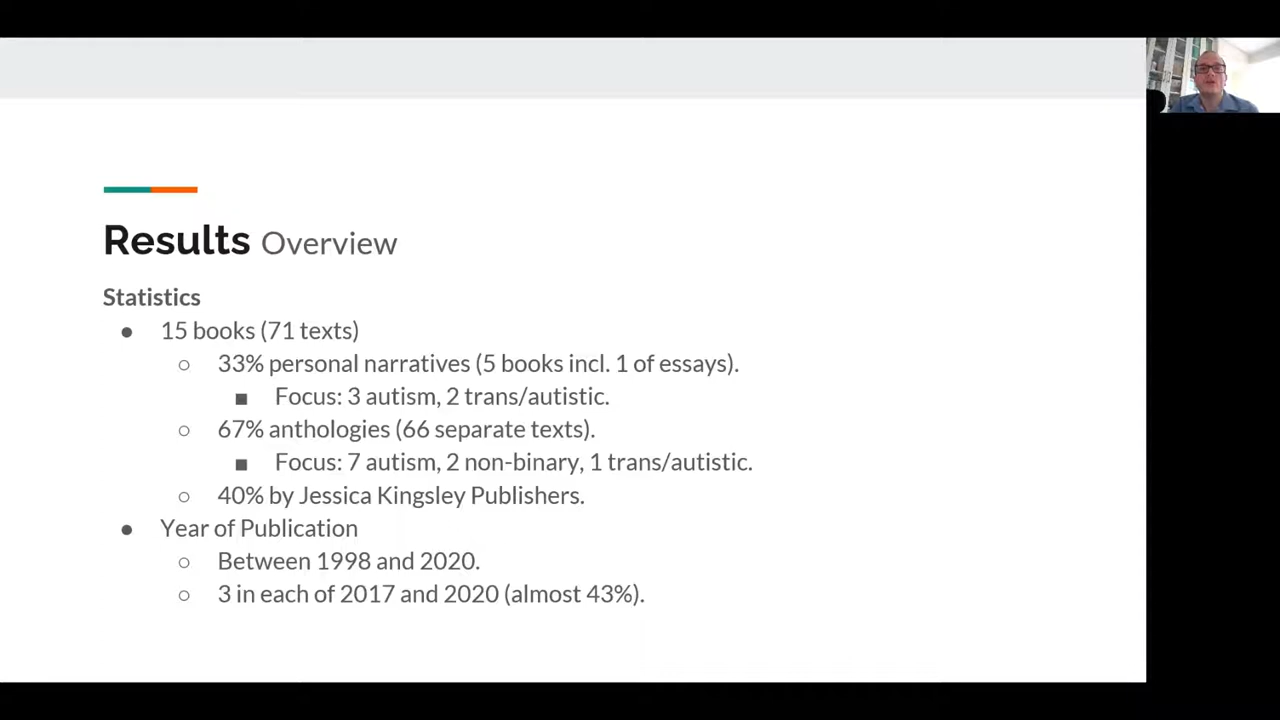 Results Overview
Statistics
● 15 books (71 texts)
○ 33% personal narratives (5 books incl. 1 of essays).
■ Focus: 3 autism, 2 trans/autistic.
○ 67% anthologies (66 separate texts).
■ Focus: 7 autism, 2 non-binary, 1 trans/autistic.
○ 40% by Jessica Kingsley Publishers.
● Year of Publication
○ Between 1998 and 2020.
○ 3 in each of 2017 and 2020 (almost 43%).